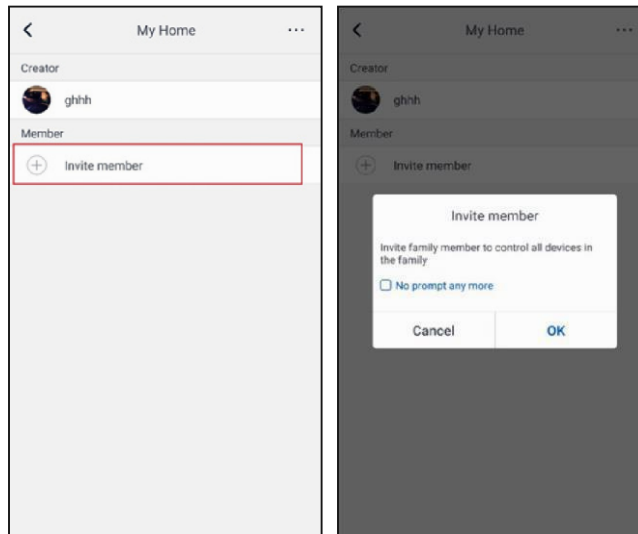 My Home
Creator
ghhh
Member
Invite member
My Home
Creator
ghhh
Member
Invite member
Invite member
Invite family member to control all devices in
the family
No prompt any more
Cancel OK